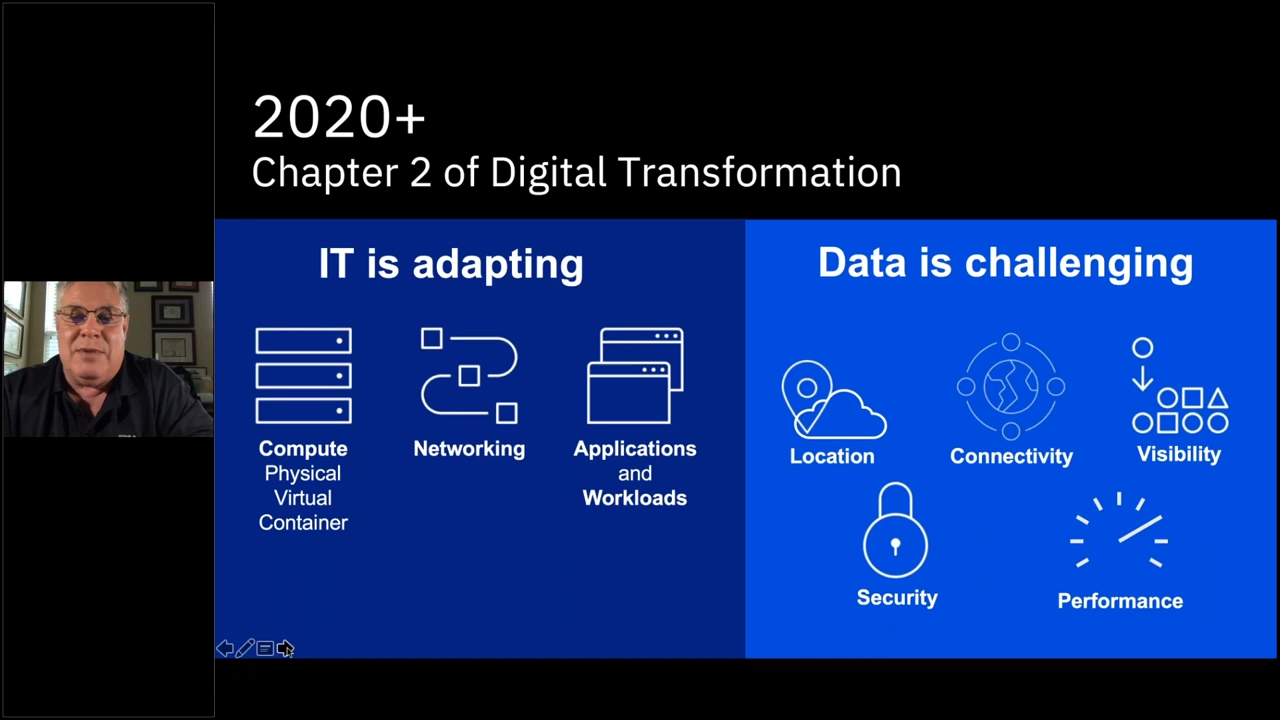 2020+
Chapter 2 of Digital Transformation
IT is adapting
Compute
Physical
Virtual
Container
Networking
Applications
and
Workloads
Data is challenging
Location
Connectivity
Visibility
Security
Performance